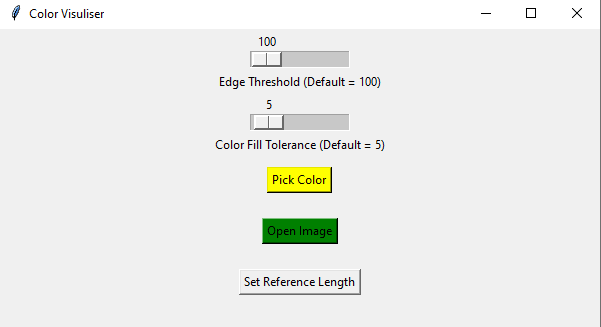 Color Visuliser
100
Edge Threshold (Default = 100)
5
Color Fill Tolerance (Default = 5)
Pick Color
Open Image
Set Reference Length